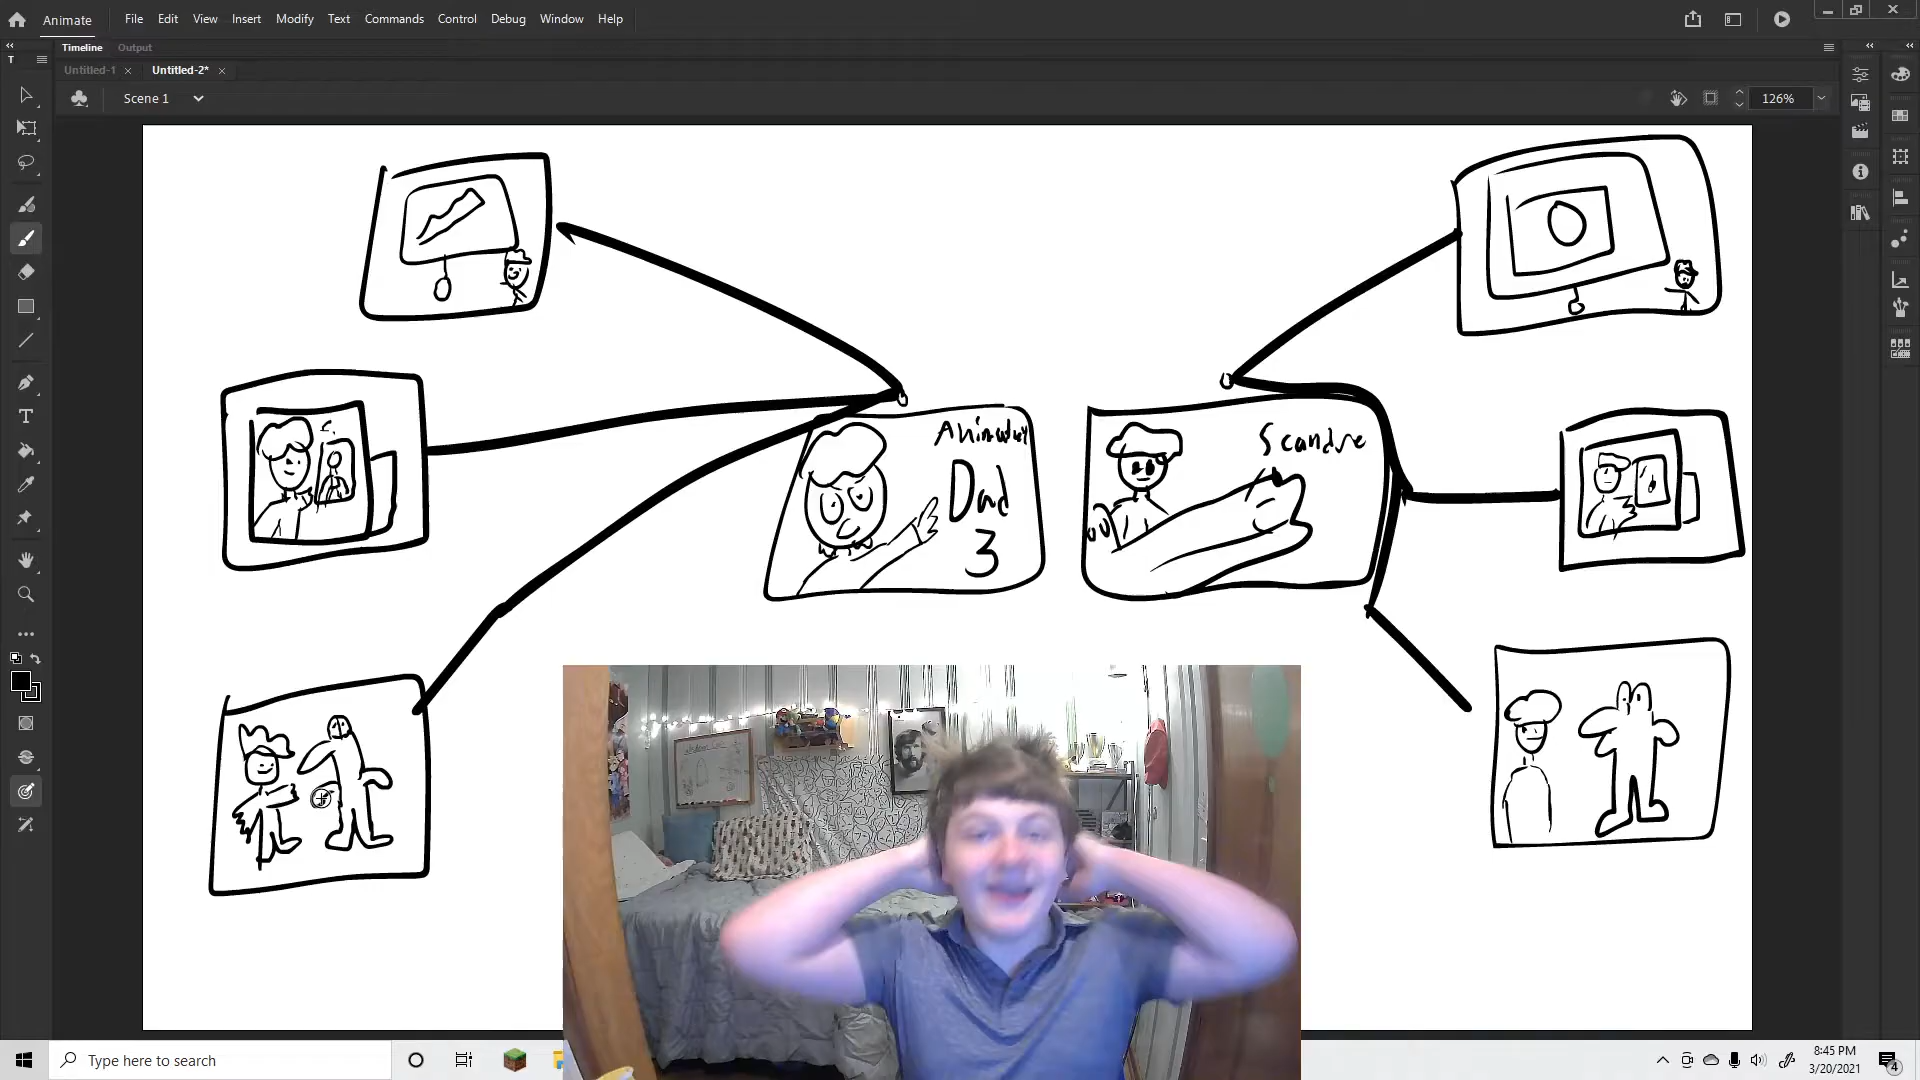 Animate File Edit View Insert Modify Text Commands Control Debug Window Help
Timeline Output
Untitled-1 × Untitled-2* ×
Scene 1 126%
Dad
3
Type here to search
8:45 PM
3/20/2021
4